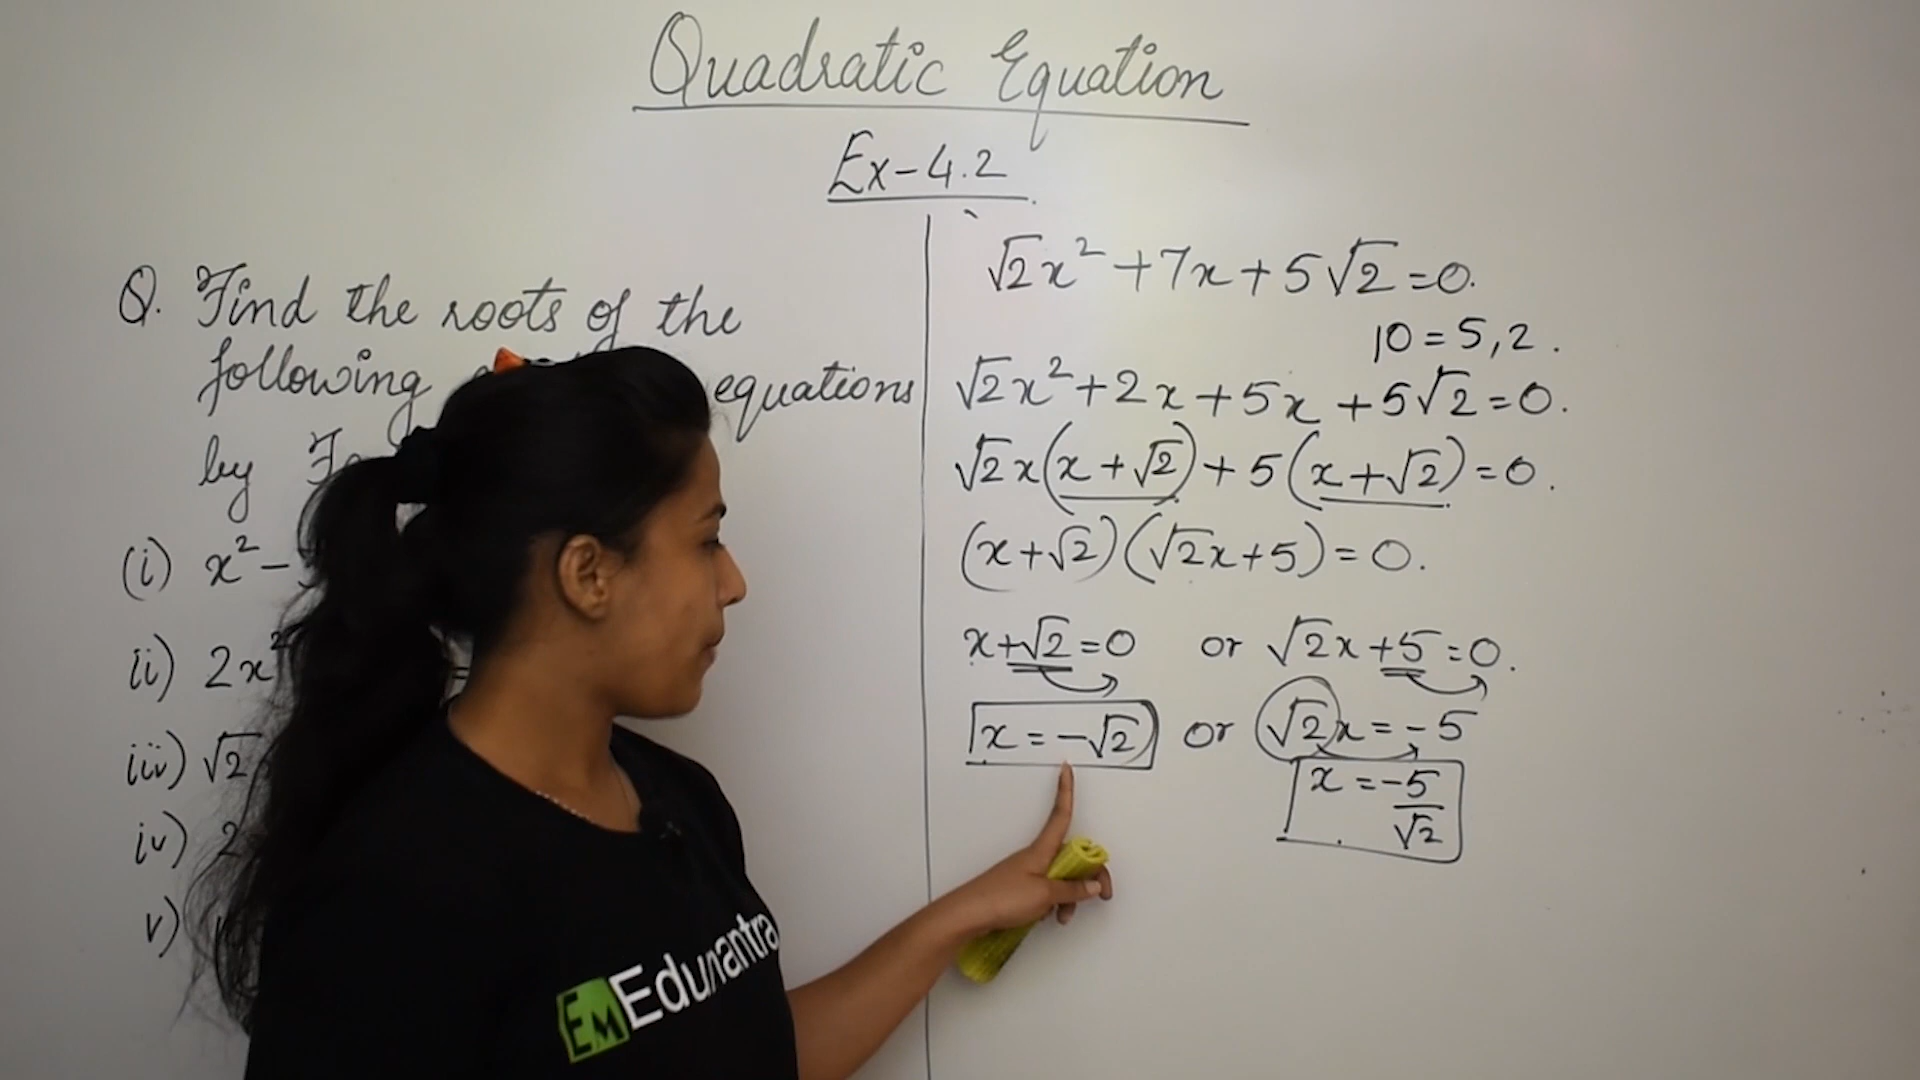 Quadratic Equation
Ex-4.2
Q. Find the roots of the
following equations
by
(i) x² -
(ii) 2x² =
iii) √2
iv) 2
v)
√2x² + 7x + 5√2 = 0.
10 = 5, 2.
√2x² + 2x + 5x + 5√2 = 0.
√2x(x + √2) + 5(x + √2) = 0.
(x + √2)(√2x + 5) = 0.
x + √2 = 0 or √2x + 5 = 0.
x = -√2 or √2x = -5
x = -5/√2
EM Edumantra